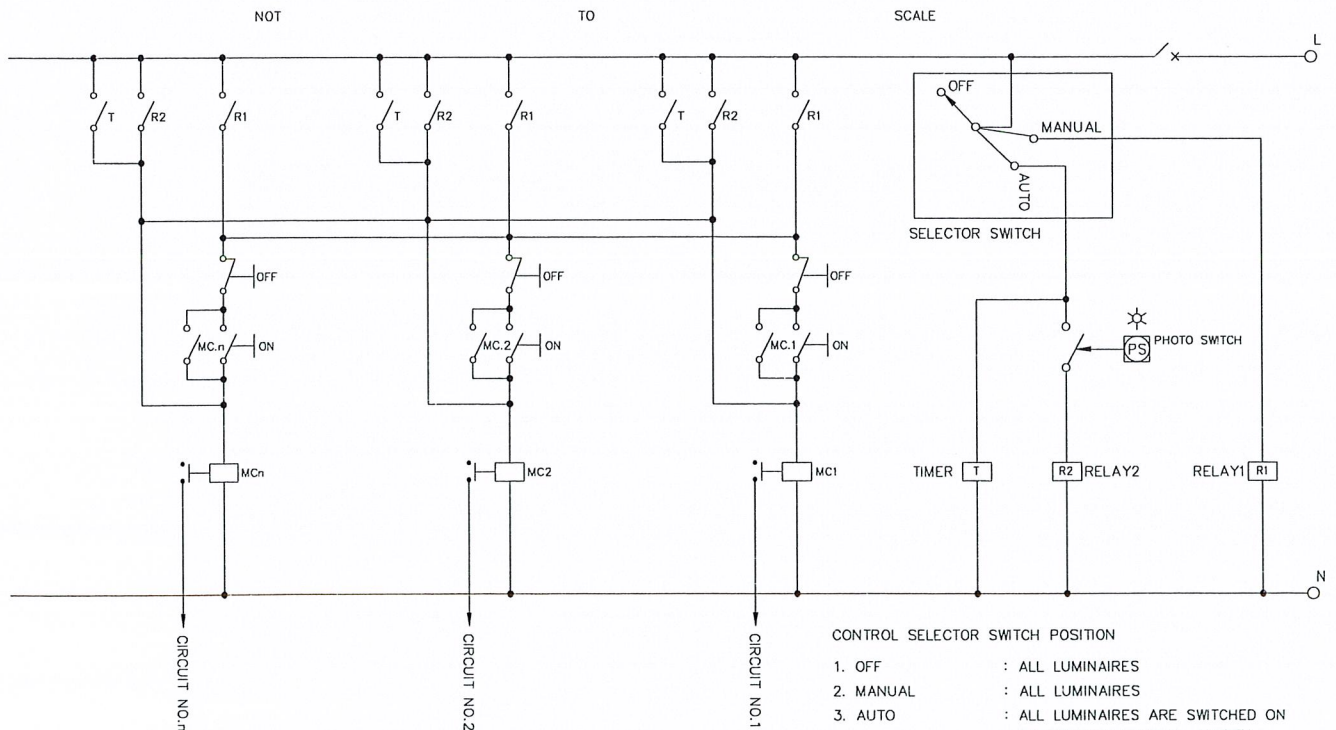 NOT TO SCALE
L
OFF
MANUAL
AUTO
SELECTOR SWITCH
T R2 R1 T R2 R1 T R2 R1
OFF OFF OFF
MC.n ON MC.2 ON MC.1 ON
PS PHOTO SWITCH
MCn MC2 MC1
TIMER T R2 RELAY2 RELAY1 R1
N
CIRCUIT NO.n
CIRCUIT NO.2
CIRCUIT NO.1
CONTROL SELECTOR SWITCH POSITION
1. OFF : ALL LUMINAIRES
2. MANUAL : ALL LUMINAIRES
3. AUTO : ALL LUMINAIRES ARE SWITCHED ON